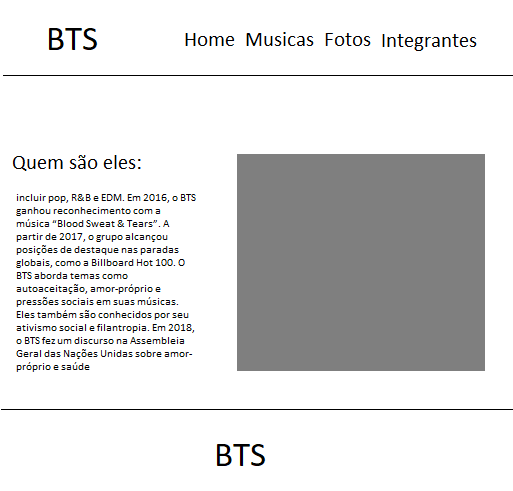 BTS
Home Musicas Fotos Integrantes
Quem são eles:
incluir pop, R&B e EDM. Em 2016, o BTS
ganhou reconhecimento com a
música “Blood Sweat & Tears”. A
partir de 2017, o grupo alcançou
posições de destaque nas paradas
globais, como a Billboard Hot 100. O
BTS aborda temas como
autoaceitação, amor-próprio e
pressões sociais em suas músicas.
Eles também são conhecidos por seu
ativismo social e filantropia. Em 2018,
o BTS fez um discurso na Assembleia
Geral das Nações Unidas sobre amor-
próprio e saúde
BTS